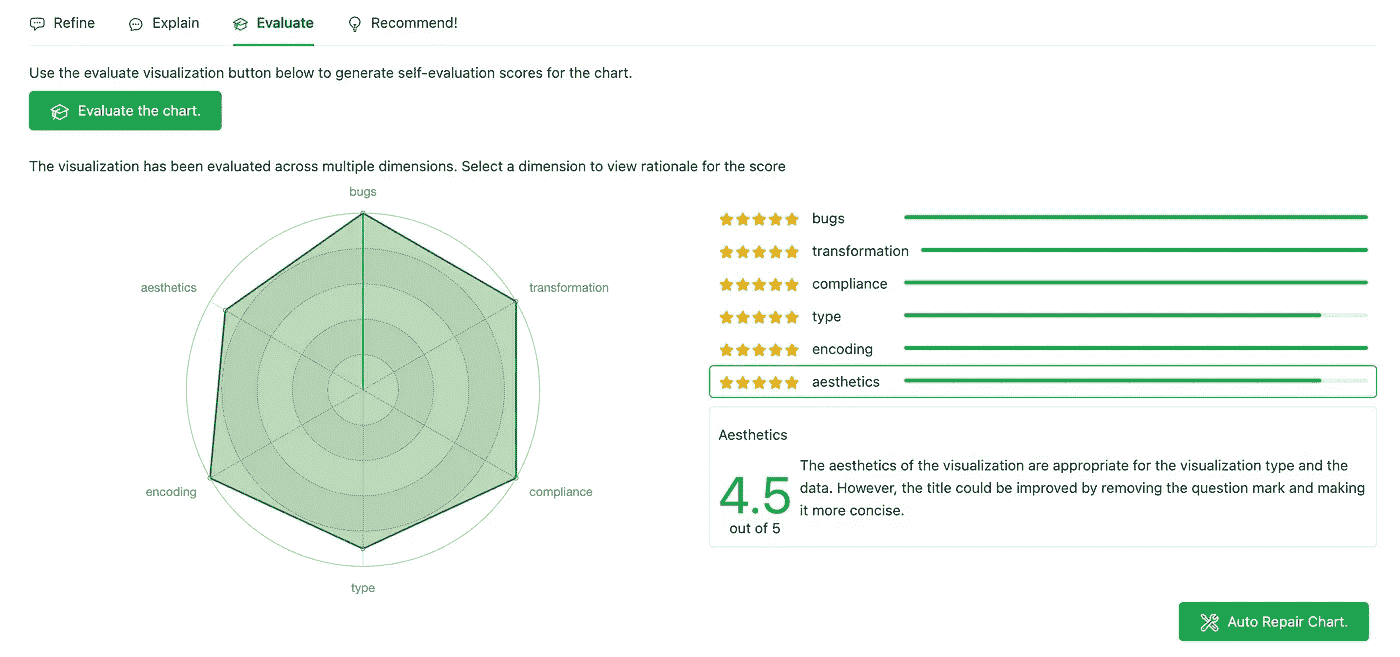 Refine Explain Evaluate Recommend!
Use the evaluate visualization button below to generate self-evaluation scores for the chart.
Evaluate the chart.
The visualization has been evaluated across multiple dimensions. Select a dimension to view rationale for the score
bugs
aesthetics
transformation
encoding
compliance
type
bugs
transformation
compliance
type
encoding
aesthetics
Aesthetics
4.5
out of 5
The aesthetics of the visualization are appropriate for the visualization type and the
data. However, the title could be improved by removing the question mark and making
it more concise.
Auto Repair Chart.